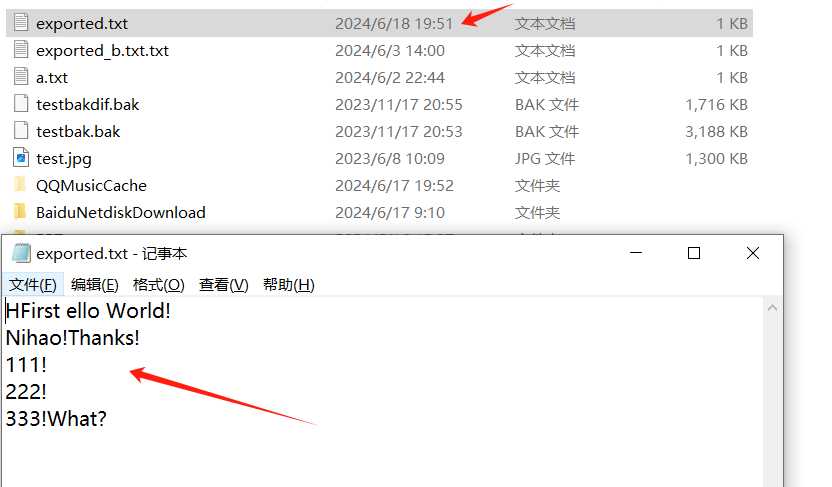 exported.txt 2024/6/18 19:51 文本文档 1 KB
exported_b.txt.txt 2024/6/3 14:00 文本文档 1 KB
a.txt 2024/6/2 22:44 文本文档 1 KB
testbakdif.bak 2023/11/17 20:55 BAK 文件 1,716 KB
testbak.bak 2023/11/17 20:53 BAK 文件 3,188 KB
test.jpg 2023/6/8 10:09 JPG 文件 1,300 KB
QQMusicCache 2024/6/17 19:52 文件夹
BaiduNetdiskDownload 2024/6/17 9:10 文件夹
exported.txt - 记事本
文件(F) 编辑(E) 格式(O) 查看(V) 帮助(H)
HFirst ello World!
Nihao!Thanks!
111!
222!
333!What?